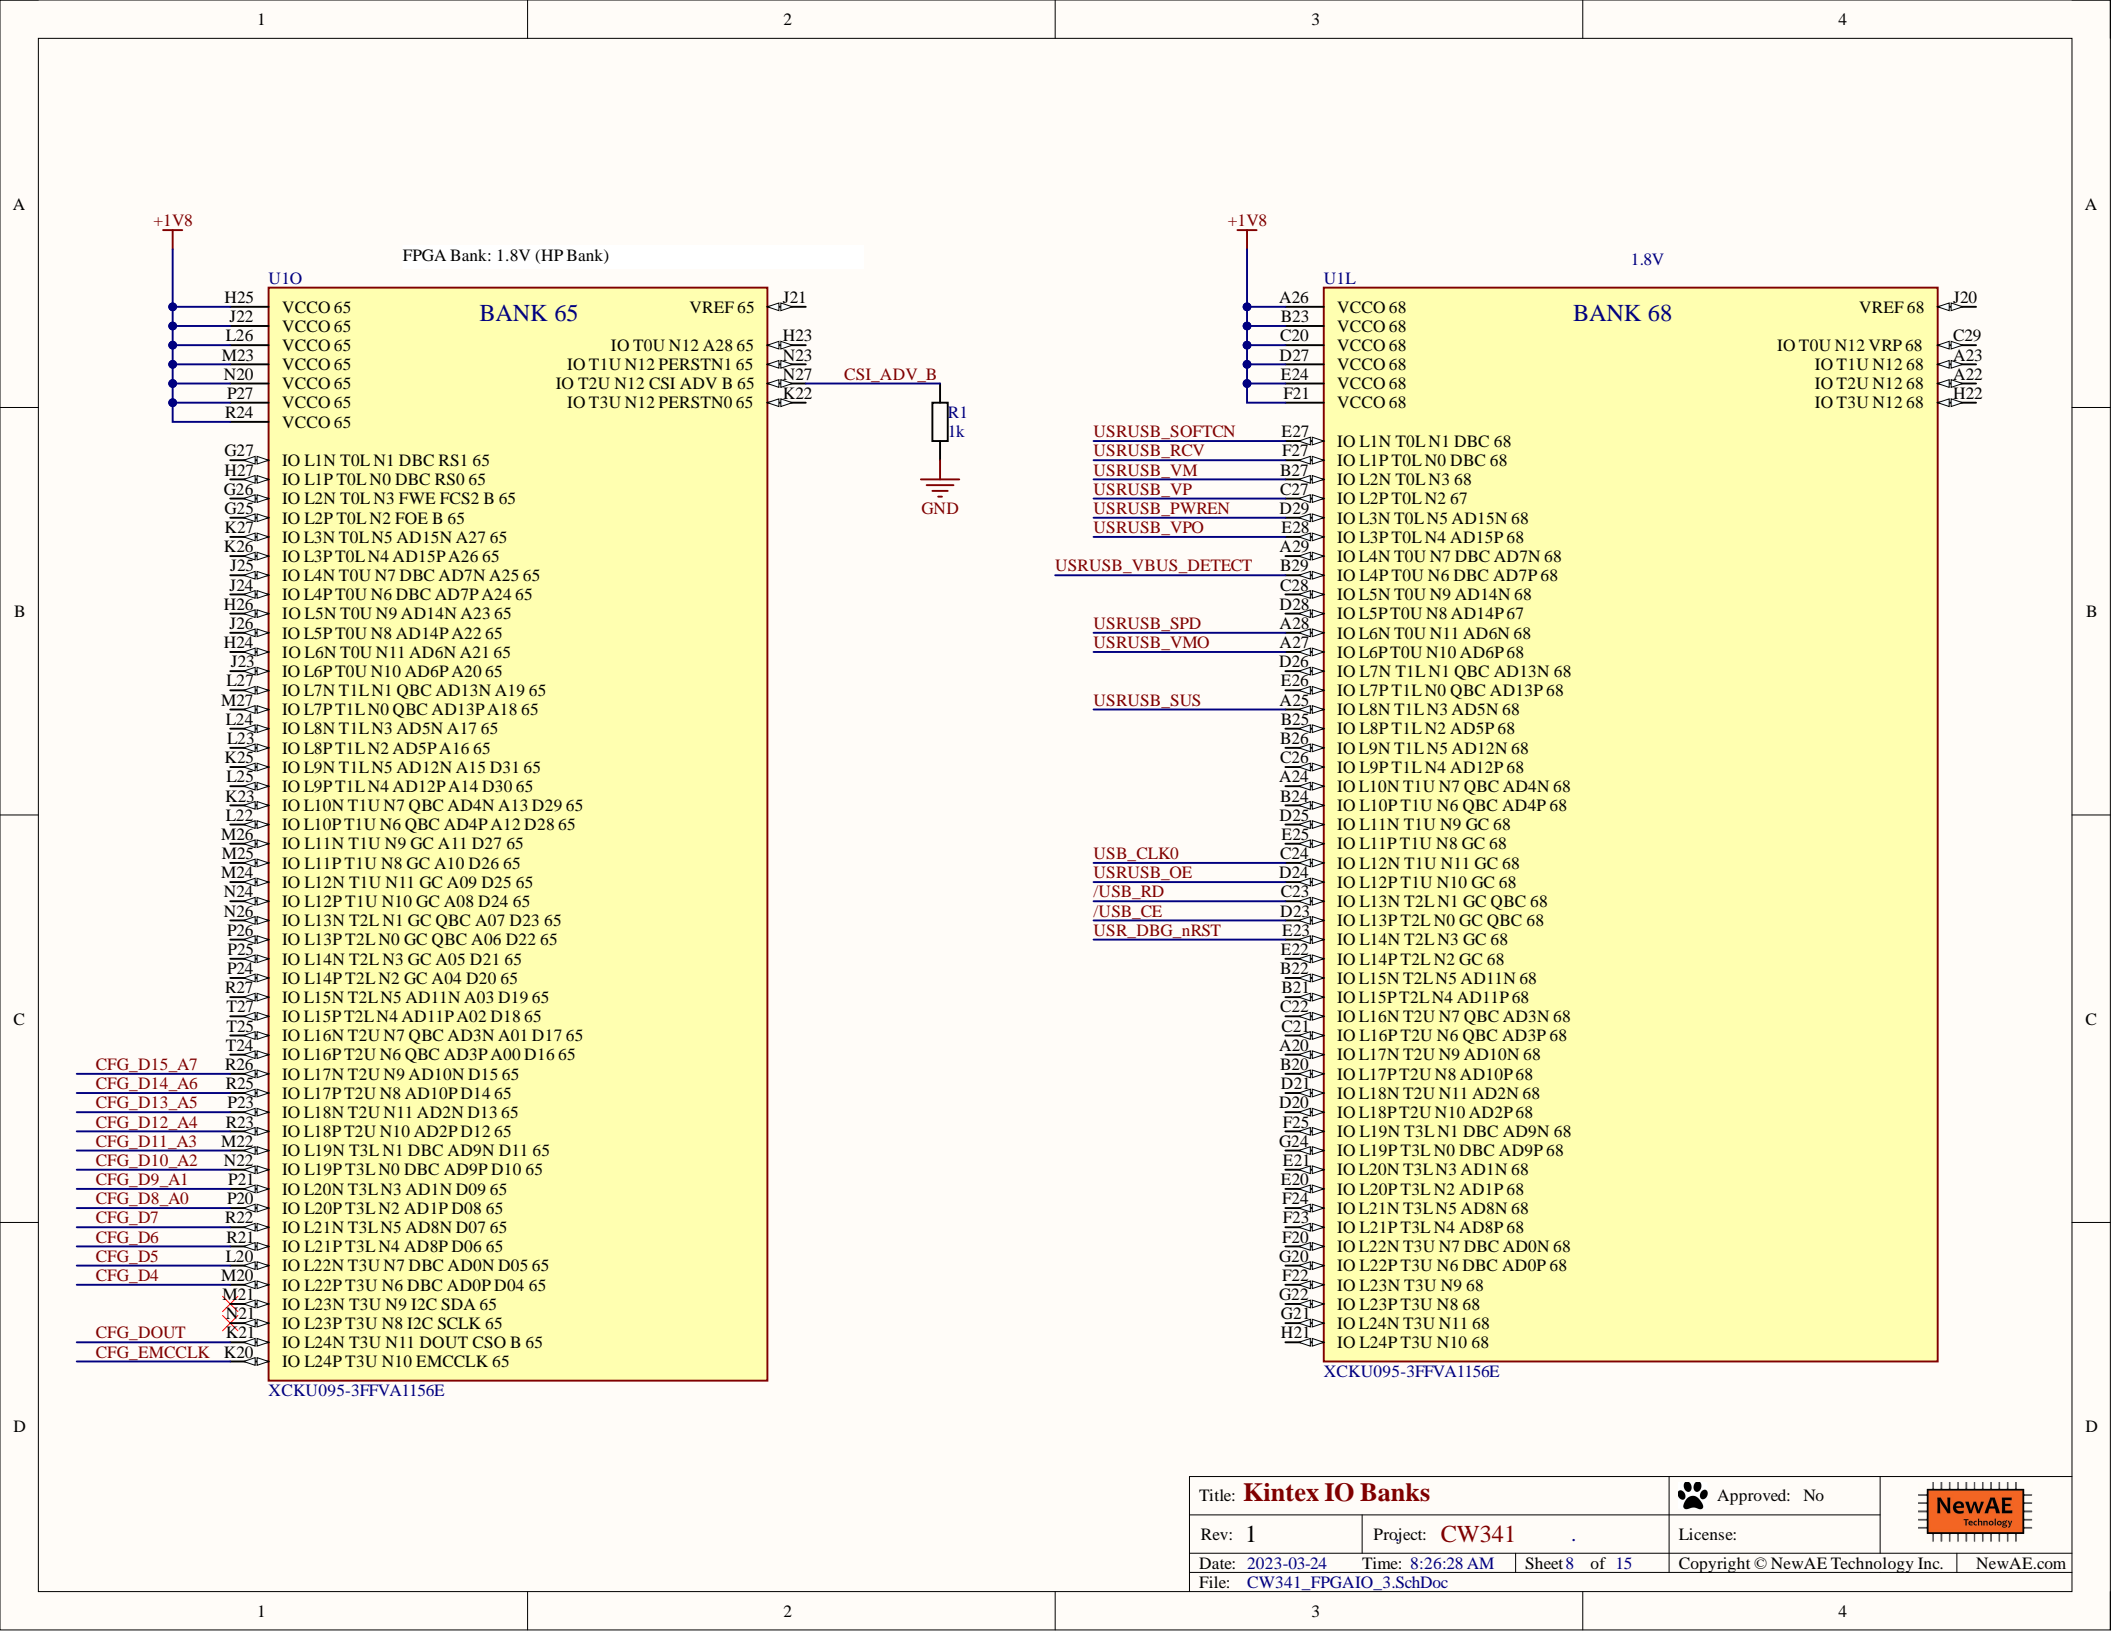 1 2 3 4
A A
+1V8
FPGA Bank: 1.8V (HP Bank)
U1O
BANK 65
H25 VCCO 65
J22 VCCO 65
L26 VCCO 65
M23 VCCO 65
N20 VCCO 65
P27 VCCO 65
R24 VCCO 65
VREF 65 J21
IO T0U N12 A28 65 H23
IO T1U N12 PERSTN1 65 N23
IO T2U N12 CSI ADV B 65 N27 CSI_ADV_B
IO T3U N12 PERSTN0 65 K22
R1
1k
GND
G27 IO L1N T0L N1 DBC RS1 65
H27 IO L1P T0L N0 DBC RS0 65
G26 IO L2N T0L N3 FWE FCS2 B 65
G25 IO L2P T0L N2 FOE B 65
K27 IO L3N T0L N5 AD15N A27 65
K26 IO L3P T0L N4 AD15P A26 65
J25 IO L4N T0U N7 DBC AD7N A25 65
J24 IO L4P T0U N6 DBC AD7P A24 65
H26 IO L5N T0U N9 AD14N A23 65
J26 IO L5P T0U N8 AD14P A22 65
H24 IO L6N T0U N11 AD6N A21 65
J23 IO L6P T0U N10 AD6P A20 65
L27 IO L7N T1L N1 QBC AD13N A19 65
M27 IO L7P T1L N0 QBC AD13P A18 65
L24 IO L8N T1L N3 AD5N A17 65
L23 IO L8P T1L N2 AD5P A16 65
K25 IO L9N T1L N5 AD12N A15 D31 65
L25 IO L9P T1L N4 AD12P A14 D30 65
K23 IO L10N T1U N7 QBC AD4N A13 D29 65
L22 IO L10P T1U N6 QBC AD4P A12 D28 65
M26 IO L11N T1U N9 GC A11 D27 65
M25 IO L11P T1U N8 GC A10 D26 65
M24 IO L12N T1U N11 GC A09 D25 65
N24 IO L12P T1U N10 GC A08 D24 65
N26 IO L13N T2L N1 GC QBC A07 D23 65
P26 IO L13P T2L N0 GC QBC A06 D22 65
P25 IO L14N T2L N3 GC A05 D21 65
P24 IO L14P T2L N2 GC A04 D20 65
R27 IO L15N T2L N5 AD11N A03 D19 65
T27 IO L15P T2L N4 AD11P A02 D18 65
T25 IO L16N T2U N7 QBC AD3N A01 D17 65
T24 IO L16P T2U N6 QBC AD3P A00 D16 65
CFG_D15_A7 R26 IO L17N T2U N9 AD10N D15 65
CFG_D14_A6 R25 IO L17P T2U N8 AD10P D14 65
CFG_D13_A5 P23 IO L18N T2U N11 AD2N D13 65
CFG_D12_A4 R23 IO L18P T2U N10 AD2P D12 65
CFG_D11_A3 M22 IO L19N T3L N1 DBC AD9N D11 65
CFG_D10_A2 N22 IO L19P T3L N0 DBC AD9P D10 65
CFG_D9_A1 P21 IO L20N T3L N3 AD1N D09 65
CFG_D8_A0 P20 IO L20P T3L N2 AD1P D08 65
CFG_D7 R22 IO L21N T3L N5 AD8N D07 65
CFG_D6 R21 IO L21P T3L N4 AD8P D06 65
CFG_D5 L20 IO L22N T3U N7 DBC AD0N D05 65
CFG_D4 M20 IO L22P T3U N6 DBC AD0P D04 65
M21 IO L23N T3U N9 I2C SDA 65
N21 IO L23P T3U N8 I2C SCLK 65
CFG_DOUT K21 IO L24N T3U N11 DOUT CSO B 65
CFG_EMCCLK K20 IO L24P T3U N10 EMCCLK 65
XCKU095-3FFVA1156E
+1V8
1.8V
U1L
BANK 68
A26 VCCO 68
B23 VCCO 68
C20 VCCO 68
D27 VCCO 68
E24 VCCO 68
F21 VCCO 68
VREF 68 J20
IO T0U N12 VRP 68 C29
IO T1U N12 68 A23
IO T2U N12 68 A22
IO T3U N12 68 H22
USRUSB_SOFTCN E27 IO L1N T0L N1 DBC 68
USRUSB_RCV F27 IO L1P T0L N0 DBC 68
USRUSB_VM B27 IO L2N T0L N3 68
USRUSB_VP C27 IO L2P T0L N2 67
USRUSB_PWREN D29 IO L3N T0L N5 AD15N 68
USRUSB_VPO E28 IO L3P T0L N4 AD15P 68
A29 IO L4N T0U N7 DBC AD7N 68
USRUSB_VBUS_DETECT B29 IO L4P T0U N6 DBC AD7P 68
C28 IO L5N T0U N9 AD14N 68
D28 IO L5P T0U N8 AD14P 67
USRUSB_SPD A28 IO L6N T0U N11 AD6N 68
USRUSB_VMO A27 IO L6P T0U N10 AD6P 68
D26 IO L7N T1L N1 QBC AD13N 68
E26 IO L7P T1L N0 QBC AD13P 68
USRUSB_SUS A25 IO L8N T1L N3 AD5N 68
B25 IO L8P T1L N2 AD5P 68
B26 IO L9N T1L N5 AD12N 68
C26 IO L9P T1L N4 AD12P 68
A24 IO L10N T1U N7 QBC AD4N 68
B24 IO L10P T1U N6 QBC AD4P 68
D25 IO L11N T1U N9 GC 68
E25 IO L11P T1U N8 GC 68
USB_CLK0 C24 IO L12N T1U N11 GC 68
USRUSB_OE D24 IO L12P T1U N10 GC 68
/USB_RD C23 IO L13N T2L N1 GC QBC 68
/USB_CE D23 IO L13P T2L N0 GC QBC 68
USR_DBG_nRST E23 IO L14N T2L N3 GC 68
E22 IO L14P T2L N2 GC 68
B22 IO L15N T2L N5 AD11N 68
B21 IO L15P T2L N4 AD11P 68
C22 IO L16N T2U N7 QBC AD3N 68
C21 IO L16P T2U N6 QBC AD3P 68
A20 IO L17N T2U N9 AD10N 68
B20 IO L17P T2U N8 AD10P 68
D21 IO L18N T2U N11 AD2N 68
D20 IO L18P T2U N10 AD2P 68
F25 IO L19N T3L N1 DBC AD9N 68
G24 IO L19P T3L N0 DBC AD9P 68
E21 IO L20N T3L N3 AD1N 68
E20 IO L20P T3L N2 AD1P 68
F24 IO L21N T3L N5 AD8N 68
F23 IO L21P T3L N4 AD8P 68
F20 IO L22N T3U N7 DBC AD0N 68
G20 IO L22P T3U N6 DBC AD0P 68
F22 IO L23N T3U N9 68
G22 IO L23P T3U N8 68
G21 IO L24N T3U N11 68
H21 IO L24P T3U N10 68
XCKU095-3FFVA1156E
B B
C C
D D
Title: Kintex IO Banks
Approved: No
NewAE
Technology
Rev: 1 Project: CW341 .
License:
Date: 2023-03-24 Time: 8:26:28 AM Sheet 8 of 15
Copyright © NewAE Technology Inc. NewAE.com
File: CW341_FPGAIO_3.SchDoc
1 2 3 4